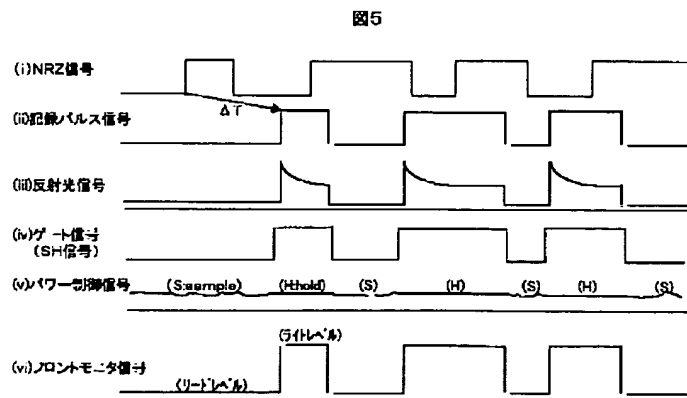 図5
(i)NRZ信号
ΔT
(ii)記録パルス信号
(iii)反射光信号
(iv)ゲート信号
(SH信号)
(v)パワー制御信号
(S:sample)
(H:hold)
(S)
(H)
(S)
(H)
(S)
(ライトレベル)
(vi)フロントモニタ信号
(リードレベル)